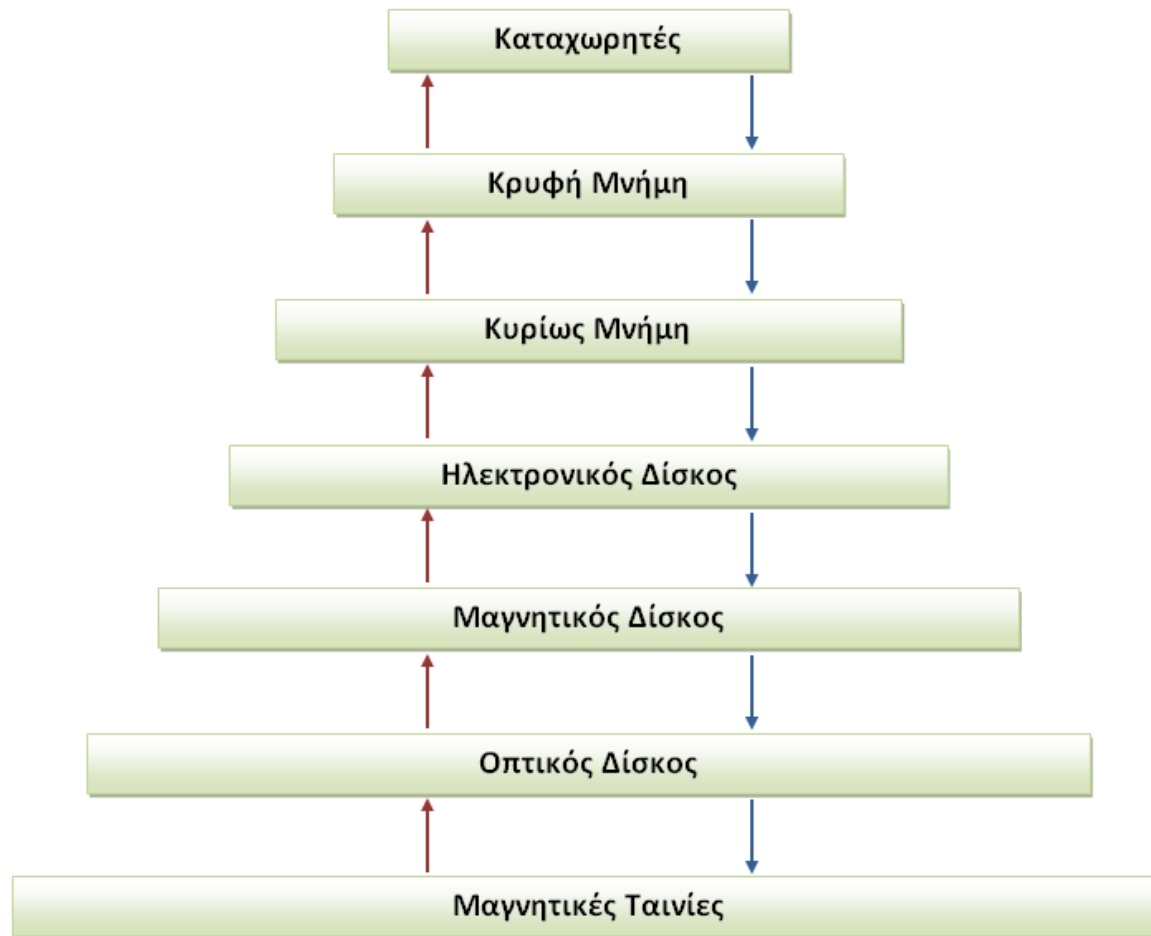 Καταχωρητές
Κρυφή Μνήμη
Κυρίως Μνήμη
Ηλεκτρονικός Δίσκος
Μαγνητικός Δίσκος
Οπτικός Δίσκος
Μαγνητικές Ταινίες